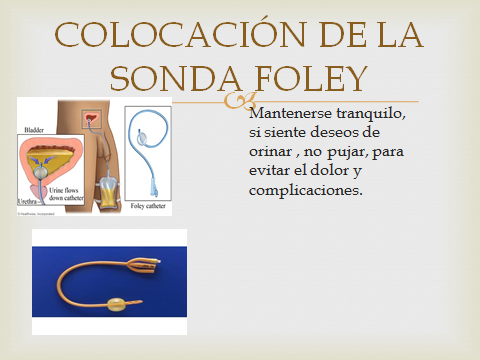 COLOCACIÓN DE LA
SONDA FOLEY
Mantenerse tranquilo,
si siente deseos de
orinar , no pujar, para
evitar el dolor y
complicaciones.
Bladder
Urine flows
down catheter
Urethra
Foley catheter